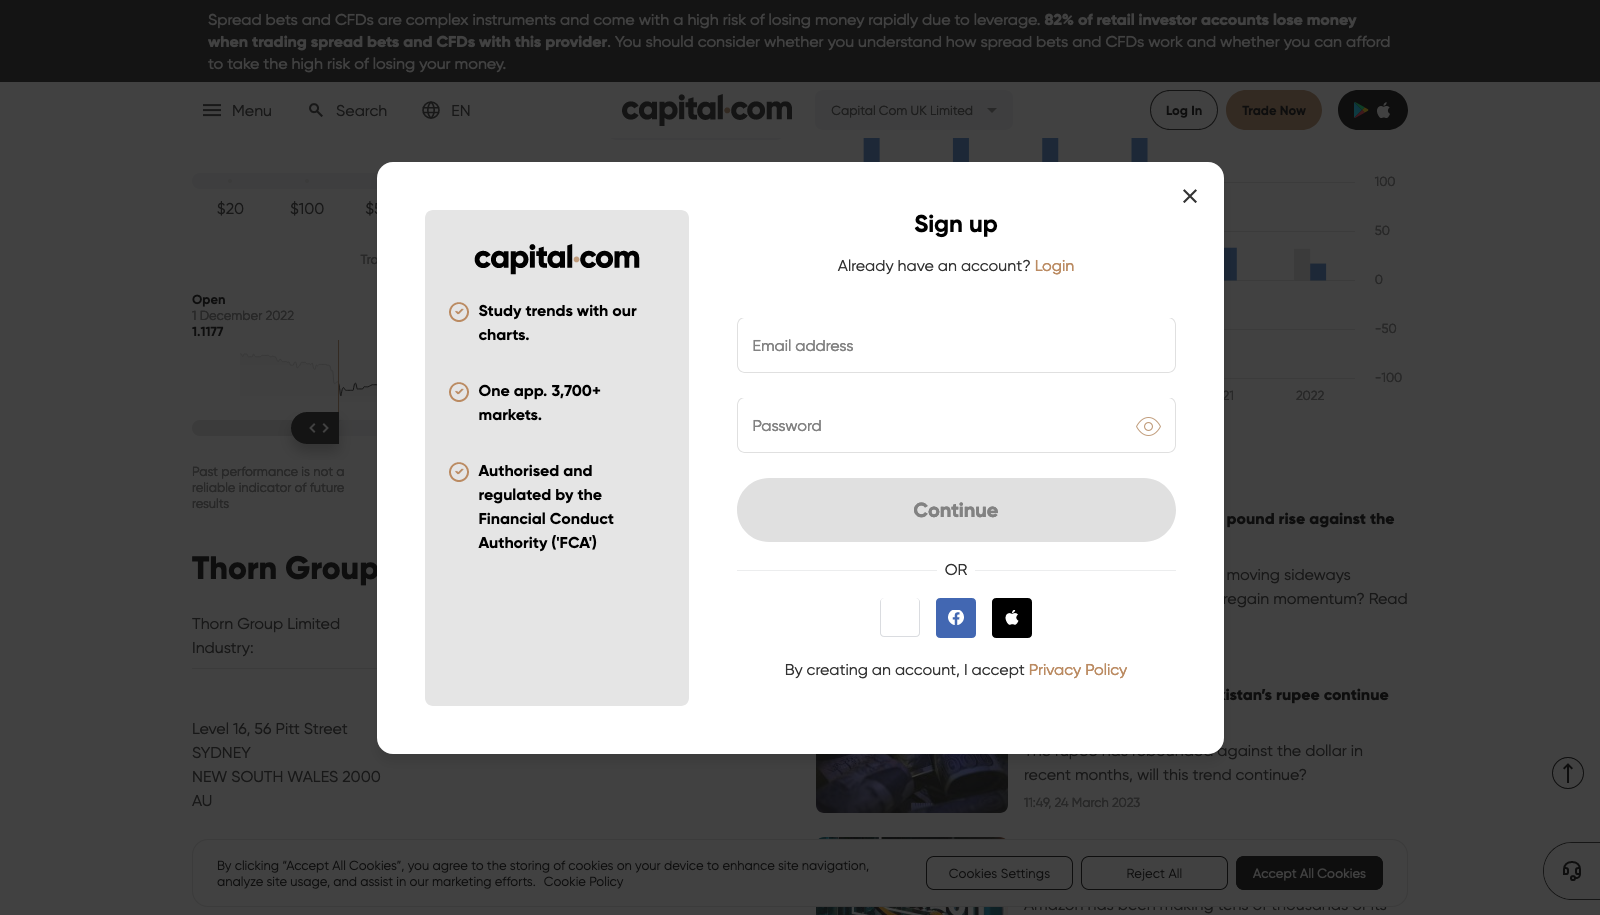 Spread bets and CFDs are complex instruments and come with a high risk of losing money rapidly due to leverage. 82% of retail investor accounts lose money
when trading spread bets and CFDs with this provider. You should consider whether you understand how spread bets and CFDs work and whether you can afford
to take the high risk of losing your money.
Menu
Search
EN
capital.com
Capital Com UK Limited
Log In
Trade Now
$20
$100
Open
1 December 2022
1.1177
Past performance is not a
reliable indicator of future
results
Thorn Group
Thorn Group Limited
Industry:
Level 16, 56 Pitt Street
SYDNEY
NEW SOUTH WALES 2000
AU
capital.com
Study trends with our
charts.
One app. 3,700+
markets.
Authorised and
regulated by the
Financial Conduct
Authority ('FCA')
Sign up
Already have an account? Login
Email address
Password
Continue
OR
By creating an account, I accept Privacy Policy
100
50
0
-50
-100
2022
pound rise against the
moving sideways
regain momentum? Read
rupee continue
against the dollar in
recent months, will this trend continue?
11:49, 24 March 2023
By clicking “Accept All Cookies”, you agree to the storing of cookies on your device to enhance site navigation,
analyze site usage, and assist in our marketing efforts. Cookie Policy
Cookies Settings
Reject All
Accept All Cookies